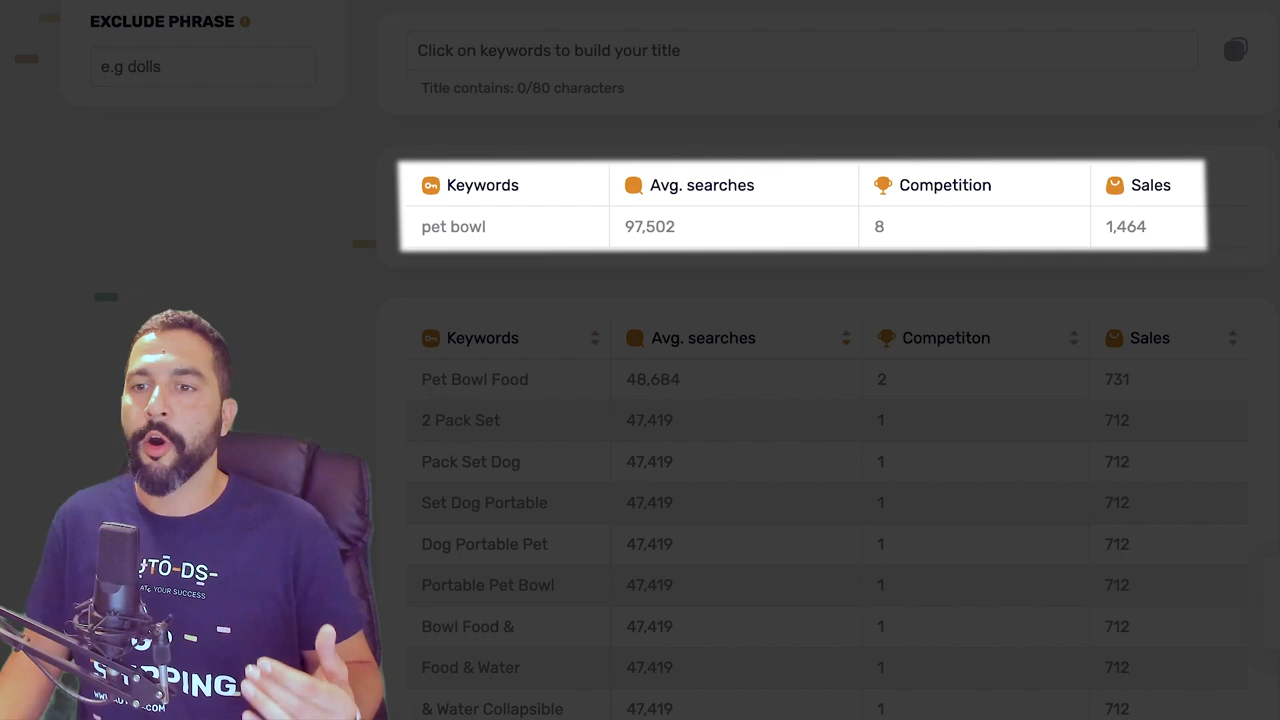 EXCLUDE PHRASE
e.g dolls
Click on keywords to build your title
Title contains: 0/80 characters
Keywords Avg. searches Competition Sales
pet bowl 97,502 8 1,464
Keywords Avg. searches Competiton Sales
Pet Bowl Food 48,684 2 731
2 Pack Set 47,419 1 712
Pack Set Dog 47,419 1 712
Set Dog Portable 47,419 1 712
Dog Portable Pet 47,419 1 712
Portable Pet Bowl 47,419 1 712
Bowl Food & 47,419 1 712
Food & Water 47,419 1 712
& Water Collapsible 47,419 1 712
TŌ-DS-
YOUR SUCCESS